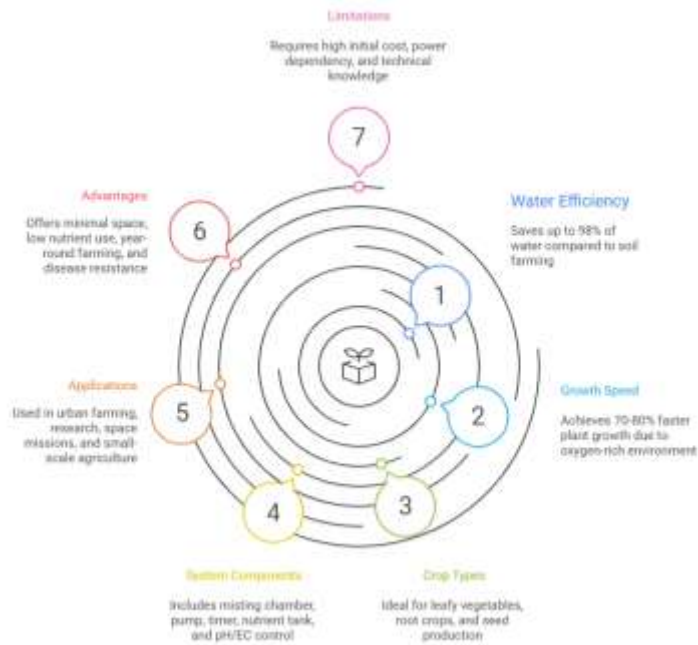 Limitations
Requires high initial cost, power
dependency, and technical
knowledge
7
Water Efficiency
Saves up to 98% of
water compared to soil
farming
1
Growth Speed
Achieves 70-80% faster
plant growth due to
oxygen-rich environment
2
Crop Types
Ideal for leafy vegetables,
root crops, and seed
production
3
System Components
Includes misting chamber,
pump, timer, nutrient tank,
and pH/EC control
4
Applications
Used in urban farming,
research, space
missions, and small-
scale agriculture
5
Advantages
Offers minimal space,
low nutrient use, year-
round farming, and
disease resistance
6